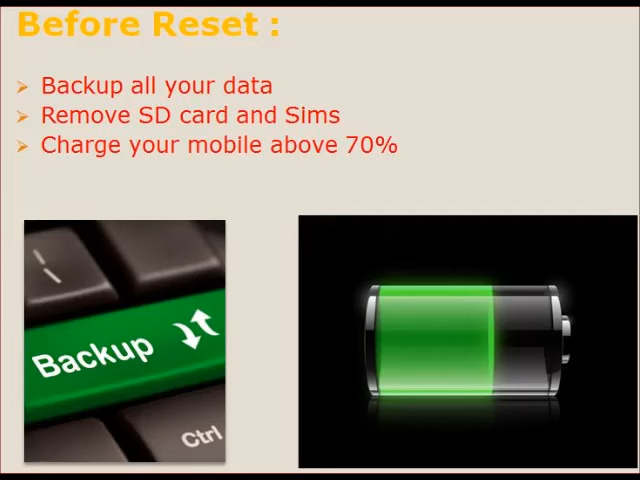 Before Reset :
➢ Backup all your data
➢ Remove SD card and Sims
➢ Charge your mobile above 70%
Backup
Ctrl